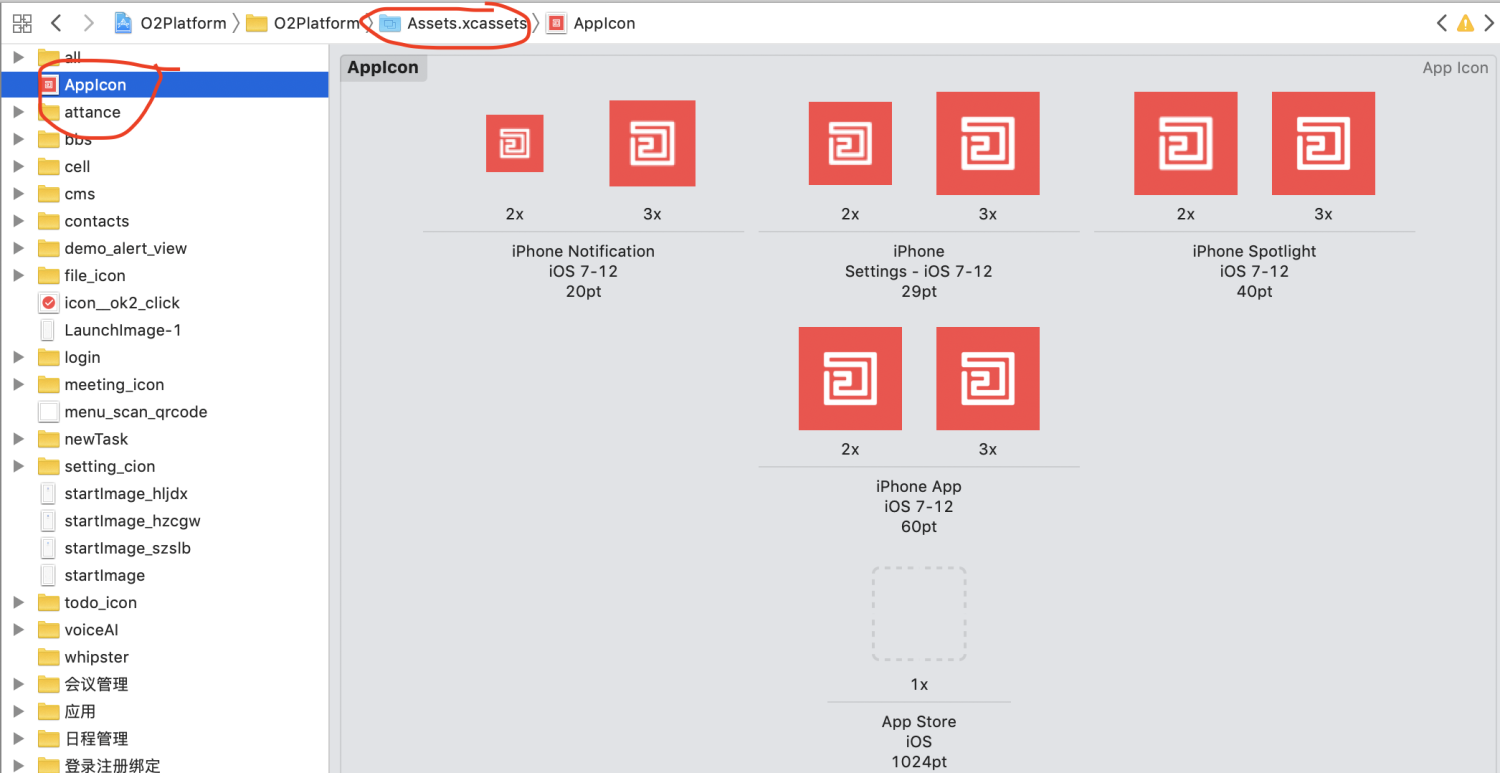 O2Platform
O2Platform
Assets.xcassets
AppIcon
all
AppIcon
attance
bbs
cell
cms
contacts
demo_alert_view
file_icon
icon__ok2_click
LaunchImage-1
login
meeting_icon
menu_scan_qrcode
newTask
setting_cion
startImage_hljdx
startImage_hzcgw
startImage_szslb
startImage
todo_icon
voiceAI
whipster
会议管理
应用
日程管理
登录注册绑定
AppIcon
App Icon
2x
3x
iPhone Notification
iOS 7-12
20pt
2x
3x
iPhone
Settings - iOS 7-12
29pt
2x
3x
iPhone Spotlight
iOS 7-12
40pt
2x
3x
iPhone App
iOS 7-12
60pt
1x
App Store
iOS
1024pt